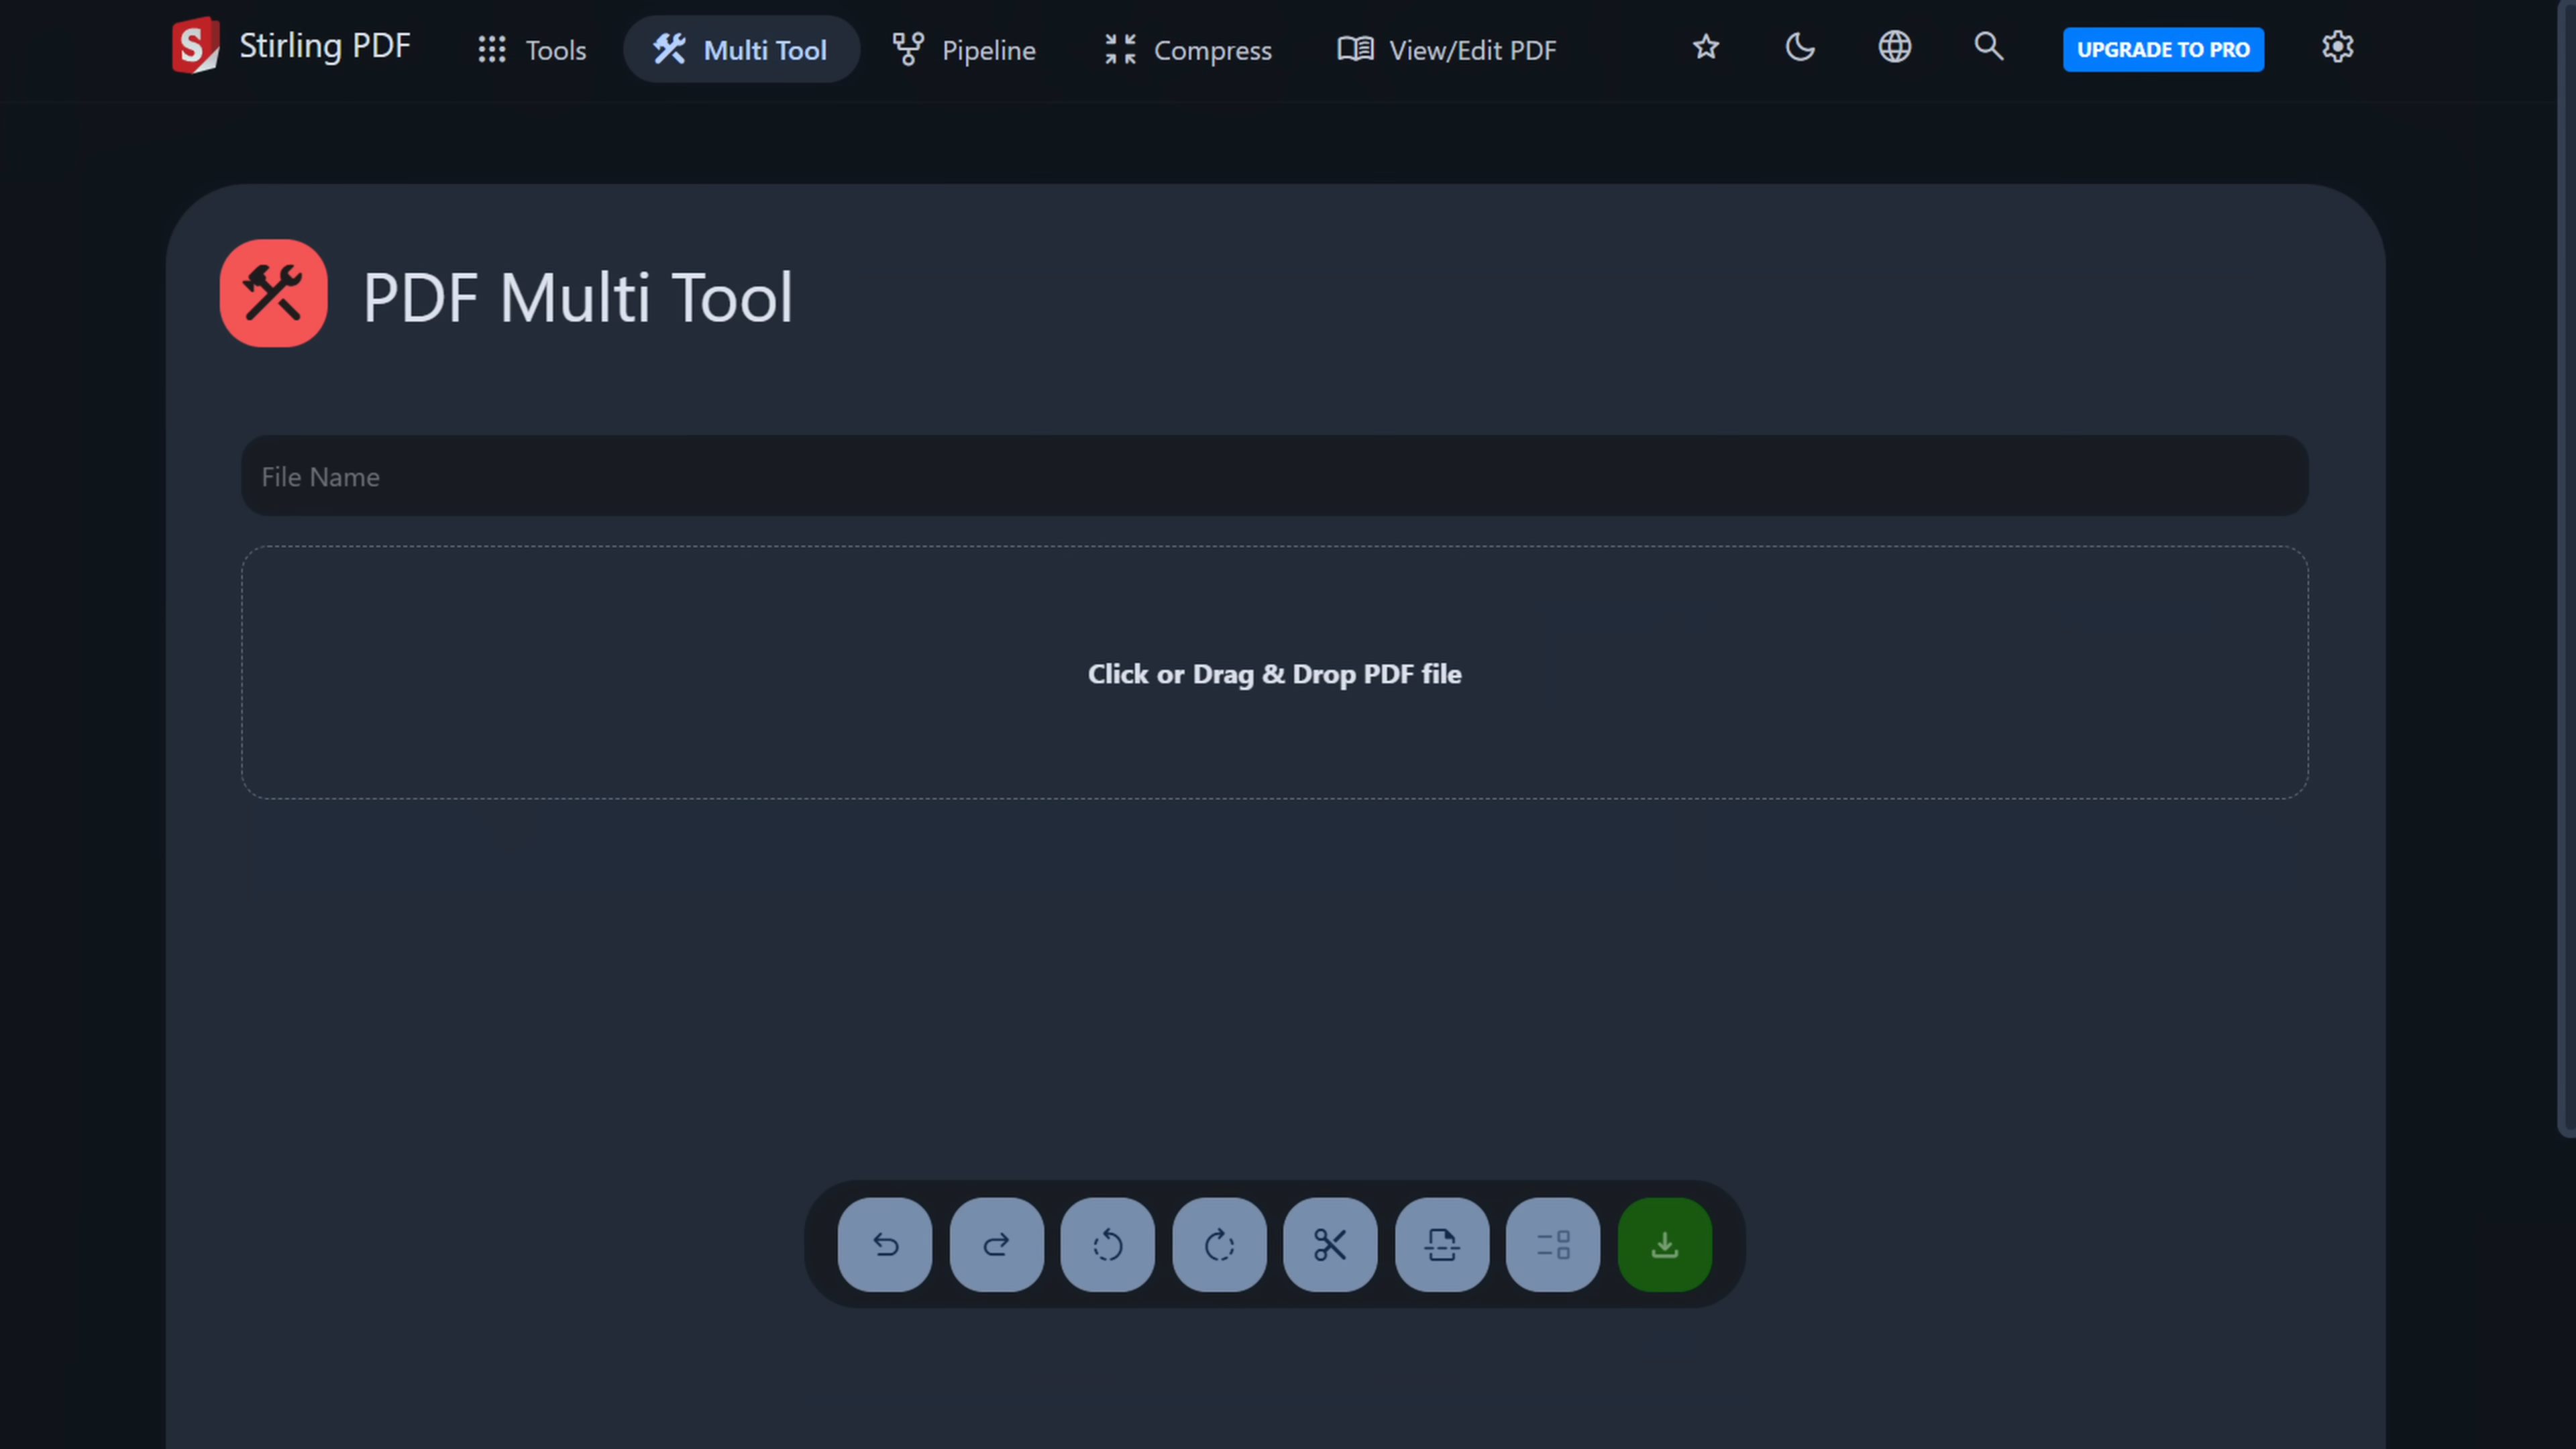 Stirling PDF Tools Multi Tool Pipeline Compress View/Edit PDF UPGRADE TO PRO
PDF Multi Tool
File Name
Click or Drag & Drop PDF file